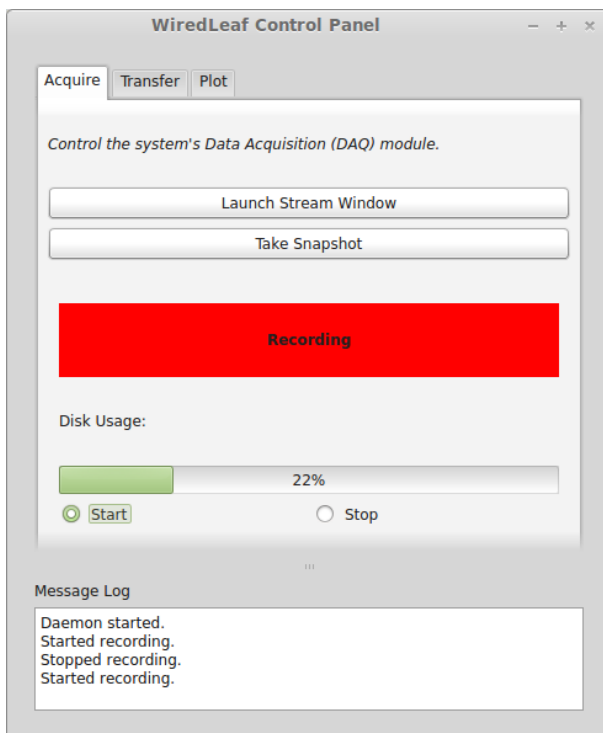 WiredLeaf Control Panel
Acquire Transfer Plot
Control the system's Data Acquisition (DAQ) module.
Launch Stream Window
Take Snapshot
Recording
Disk Usage:
22%
Start Stop
Message Log
Daemon started.
Started recording.
Stopped recording.
Started recording.